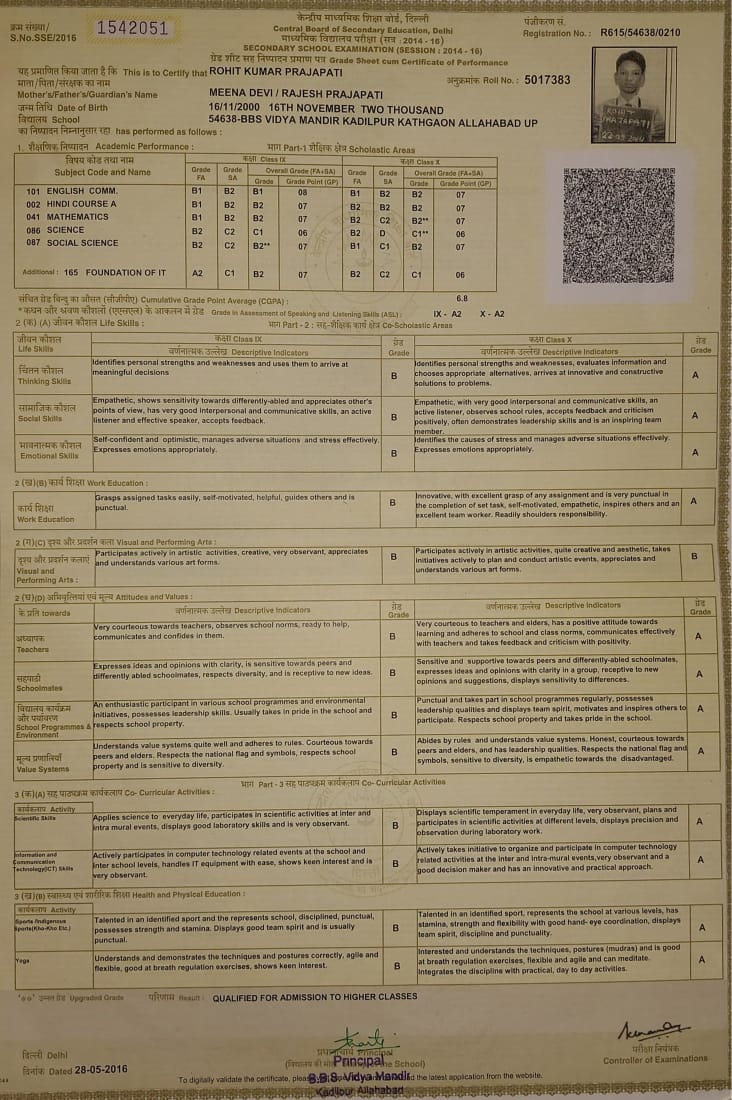 केन्द्रीय माध्यमिक शिक्षा बोर्ड, दिल्ली
Central Board of Secondary Education, Delhi
माध्यमिक विद्यालय परीक्षा (सत्र : 2014 - 16)
SECONDARY SCHOOL EXAMINATION (SESSION : 2014 - 16)
ग्रेड शीट सह निष्पादन प्रमाण पत्र Grade Sheet cum Certificate of Performance
क्रम संख्या/
S.No.SSE/2016 1542051
पंजीकरण सं.
Registration No. : R615/54638/0210
यह प्रमाणित किया जाता है कि This is to Certify that ROHIT KUMAR PRAJAPATI
अनुक्रमांक Roll No. : 5017383
माता/पिता/संरक्षक का नाम
Mother's/Father's/Guardian's Name MEENA DEVI / RAJESH PRAJAPATI
जन्म तिथि Date of Birth 16/11/2000 16TH NOVEMBER TWO THOUSAND
विद्यालय School 54638-BBS VIDYA MANDIR KADILPUR KATHGAON ALLAHABAD UP
का निष्पादन निम्नानुसार रहा has performed as follows :
ROHIT
PRAJAPATI
1. शैक्षणिक निष्पादन Academic Performance : भाग Part-1 शैक्षिक क्षेत्र Scholastic Areas
विषय कोड तथा नाम
Subject Code and Name
कक्षा Class IX कक्षा Class X
Grade FA Grade SA Overall Grade (FA+SA) Grade FA Grade SA Overall Grade (FA+SA)
Grade Grade Point (GP) Grade Grade Point (GP)
101 ENGLISH COMM. B1 B2 B1 08 B1 B2 B2 07
002 HINDI COURSE A B1 B2 B2 07 B2 B2 B2 07
041 MATHEMATICS B1 B2 B2 07 B2 C2 B2** 07
086 SCIENCE B2 C2 C1 06 B2 D C1** 06
087 SOCIAL SCIENCE B2 C2 B2** 07 B1 C1 B2 07
Additional : 165 FOUNDATION OF IT A2 C1 B2 07 B2 C2 C1 06
संचित ग्रेड बिन्दु का औसत (सीजीपीए) Cumulative Grade Point Average (CGPA) : 6.8
*कथन और श्रवण कौशलों (एएसएल) के आकलन में ग्रेड Grade in Assessment of Speaking and Listening Skills (ASL) : IX - A2 X - A2
2 (क) (A) जीवन कौशल Life Skills : भाग Part - 2 : सह-शैक्षिक कार्य क्षेत्र Co-Scholastic Areas
जीवन कौशल
Life Skills
कक्षा Class IX ग्रेड Grade कक्षा Class X ग्रेड Grade
वर्णनात्मक उल्लेख Descriptive Indicators वर्णनात्मक उल्लेख Descriptive Indicators
चिंतन कौशल
Thinking Skills
Identifies personal strengths and weaknesses and uses them to arrive at
meaningful decisions
B
Identifies personal strengths and weaknesses, evaluates information and
chooses appropriate alternatives, arrives at innovative and constructive
solutions to problems.
A
सामाजिक कौशल
Social Skills
Empathetic, shows sensitivity towards differently-abled and appreciates other's
points of view, has very good interpersonal and communicative skills, an active
listener and effective speaker, accepts feedback.
B
Empathetic, with very good interpersonal and communicative skills, an
active listener, observes school rules, accepts feedback and criticism
positively, often demonstrates leadership skills and is an inspiring team
member.
A
भावनात्मक कौशल
Emotional Skills
Self-confident and optimistic, manages adverse situations and stress effectively.
Expresses emotions appropriately.
B
Identifies the causes of stress and manages adverse situations effectively.
Expresses emotions appropriately.
A
2 (ख)(B) कार्य शिक्षा Work Education :
कार्य शिक्षा
Work Education
Grasps assigned tasks easily, self-motivated, helpful, guides others and is
punctual.
B
Innovative, with excellent grasp of any assignment and is very punctual in
the completion of set task, self-motivated, empathetic, inspires others and an
excellent team worker. Readily shoulders responsibility.
A
2 (ग)(C) दृश्य और प्रदर्शन कला Visual and Performing Arts :
दृश्य और प्रदर्शन कलाएं
Visual and
Performing Arts :
Participates actively in artistic activities, creative, very observant, appreciates
and understands various art forms.
B
Participates actively in artistic activities, quite creative and aesthetic, takes
initiatives actively to plan and conduct artistic events, appreciates and
understands various art forms.
B
2 (घ)(D) अभिवृत्तियां एवं मूल्य Attitudes and Values :
के प्रति towards वर्णनात्मक उल्लेख Descriptive Indicators ग्रेड Grade वर्णनात्मक उल्लेख Descriptive Indicators ग्रेड Grade
अध्यापक
Teachers
Very courteous towards teachers, observes school norms, ready to help,
communicates and confides in them.
B
Very courteous to teachers and elders, has a positive attitude towards
learning and adheres to school and class norms, communicates effectively
with teachers and takes feedback and criticism with positivity.
A
सहपाठी
Schoolmates
Expresses ideas and opinions with clarity, is sensitive towards peers and
differently abled schoolmates, respects diversity, and is receptive to new ideas.
B
Sensitive and supportive towards peers and differently-abled schoolmates,
expresses ideas and opinions with clarity in a group, receptive to new
opinions and suggestions, displays sensitivity to differences.
A
विद्यालय कार्यक्रम
और पर्यावरण
School Programmes &
Environment
An enthusiastic participant in various school programmes and environmental
initiatives, possesses leadership skills. Usually takes in pride in the school and
respects school property.
B
Punctual and takes part in school programmes regularly, possesses
leadership qualities and displays team spirit, motivates and inspires others to
participate. Respects school property and takes pride in the school.
A
मूल्य प्रणालियाँ
Value Systems
Understands value systems quite well and adheres to rules. Courteous towards
peers and elders. Respects the national flag and symbols, respects school
property and is sensitive to diversity.
B
Abides by rules and understands value systems. Honest, courteous towards
peers and elders, and has leadership qualities. Respects the national flag and
symbols, sensitive to diversity, is empathetic towards the disadvantaged.
A
भाग Part - 3 सह पाठ्यक्रम कार्यकलाप Co- Curricular Activities
3 (क)(A) सह पाठ्यक्रम कार्यकलाप Co- Curricular Activities :
कार्यकलाप Activity
Scientific Skills
Applies science to everyday life, participates in scientific activities at inter and
intra mural events, displays good laboratory skills and is very observant.
B
Displays scientific temperament in everyday life, very observant, plans and
participates in scientific activities at different levels, displays precision and
observation during laboratory work.
A
Information and
Communication
Technology(ICT) Skills
Actively participates in computer technology related events at the school and
inter school levels, handles IT equipment with ease, shows keen interest and is
very observant.
B
Actively takes initiative to organize and participate in computer technology
related activities at the inter and intra-mural events,very observant and a
good decision maker and has an innovative and practical approach.
A
3 (ख)(B) स्वास्थ्य एवं शारीरिक शिक्षा Health and Physical Education :
कार्यकलाप Activity
Sports /Indigenous
Sports(Kho-Kho Etc.)
Talented in an identified sport and the represents school, disciplined, punctual,
possesses strength and stamina. Displays good team spirit and is usually
punctual.
B
Talented in an identified sport, represents the school at various levels, has
stamina, strength and flexibility with good hand- eye coordination, displays
team spirit, discipline and punctuality.
A
Yoga
Understands and demonstrates the techniques and postures correctly, agile and
flexible, good at breath regulation exercises, shows keen interest.
B
Interested and understands the techniques, postures (mudras) and is good
at breath regulation exercises, flexible and agile and can meditate.
Integrates the discipline with practical, day to day activities.
A
उन्नत ग्रेड Upgraded Grade परिणाम Result : QUALIFIED FOR ADMISSION TO HIGHER CLASSES
दिल्ली Delhi
दिनांक Dated 28-05-2016
Principal
Principal
B.B.S. Vidya Mandir
Kadilpur Allahabad
परीक्षा नियंत्रक
Controller of Examinations
To digitally validate the certificate, the latest application from the website.